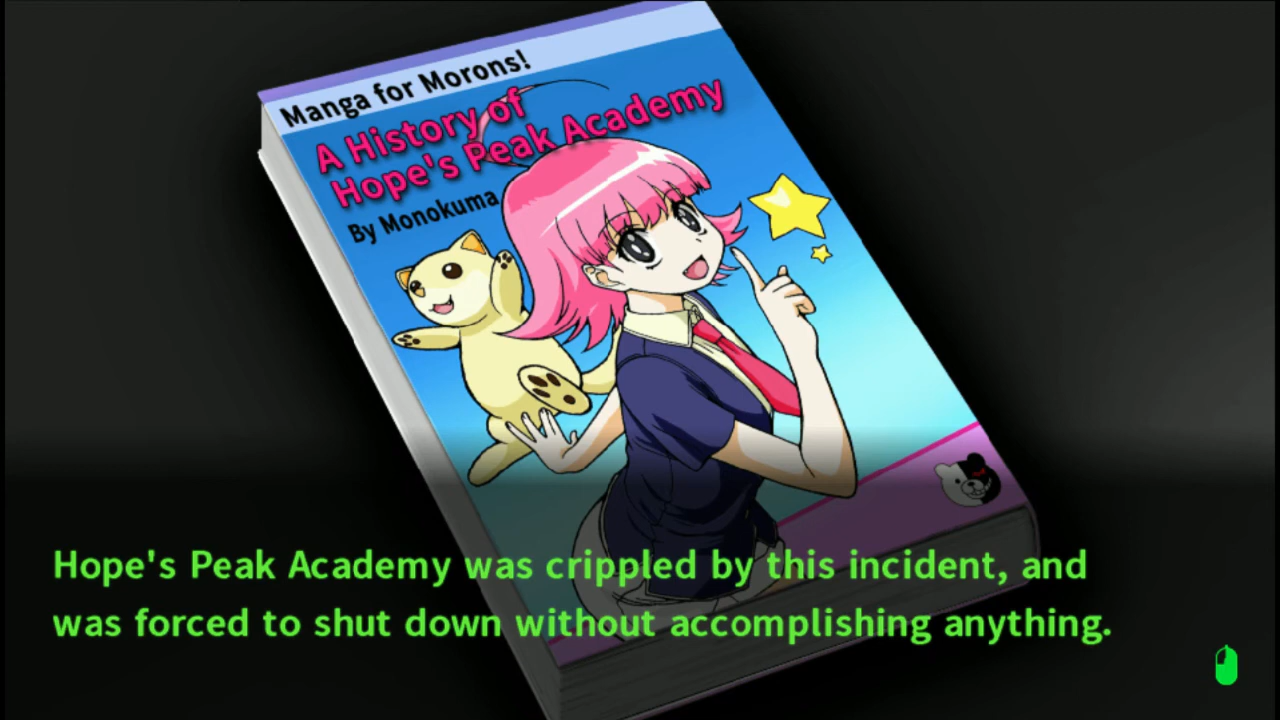 Manga for Morons!
A History of
Hope's Peak Academy
By Monokuma
Hope's Peak Academy was crippled by this incident, and
was forced to shut down without accomplishing anything.